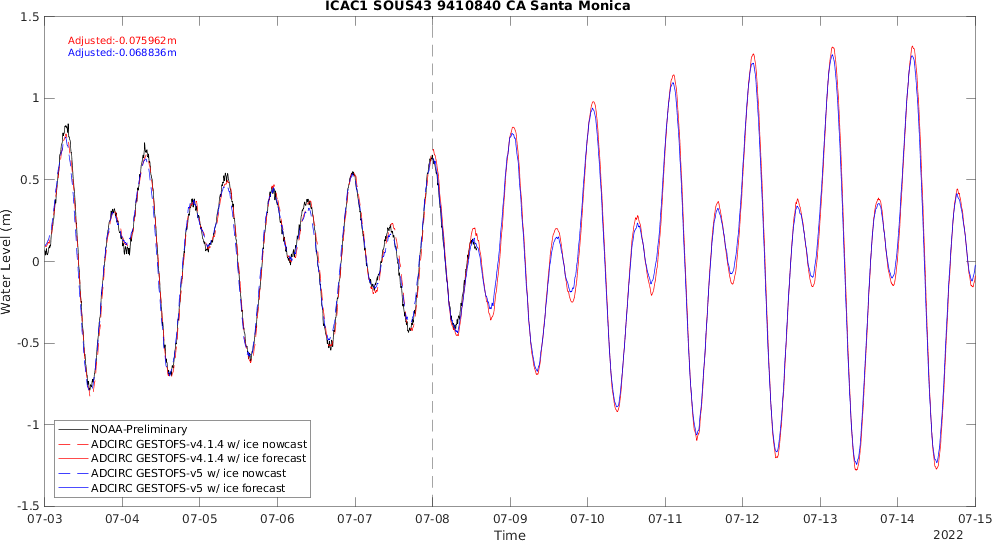 ICAC1 SOUS43 9410840 CA Santa Monica
Adjusted:-0.075962m
Adjusted:-0.068836m
1.5
1
0.5
0
-0.5
-1
-1.5
Water Level (m)
NOAA-Preliminary
ADCIRC GESTOFS-v4.1.4 w/ ice nowcast
ADCIRC GESTOFS-v4.1.4 w/ ice forecast
ADCIRC GESTOFS-v5 w/ ice nowcast
ADCIRC GESTOFS-v5 w/ ice forecast
07-03 07-04 07-05 07-06 07-07 07-08 07-09 07-10 07-11 07-12 07-13 07-14 07-15
Time
2022